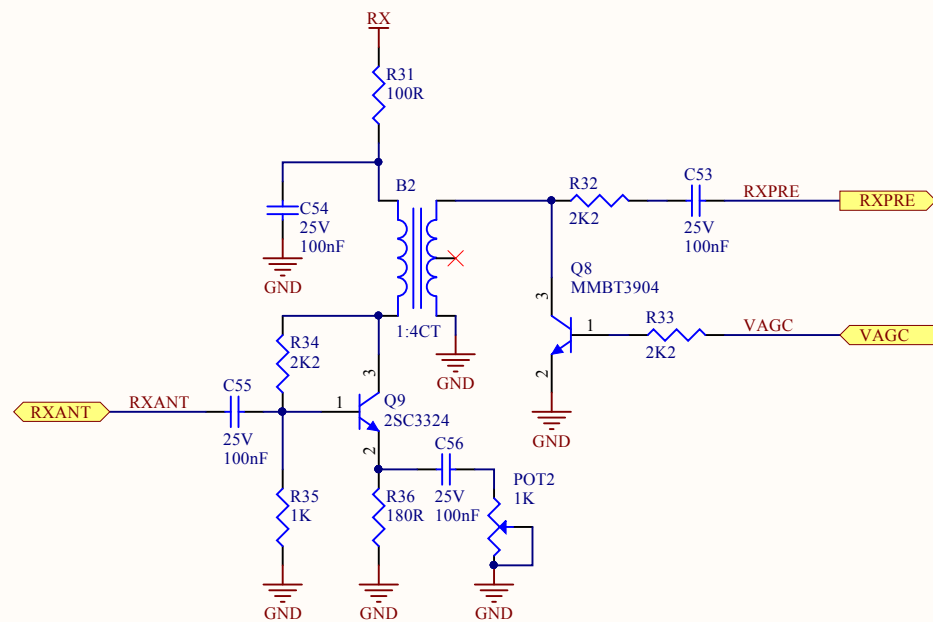 RX
R31
100R
B2
C54
25V
100nF
GND
1:4CT
GND
R32
2K2
C53
25V
100nF
RXPRE
RXPRE
Q8
MMBT3904
3
1
2
R33
2K2
VAGC
VAGC
GND
R34
2K2
C55
25V
100nF
RXANT
RXANT
3
1
2
Q9
2SC3324
C56
25V
100nF
POT2
1K
R35
1K
R36
180R
GND
GND
GND